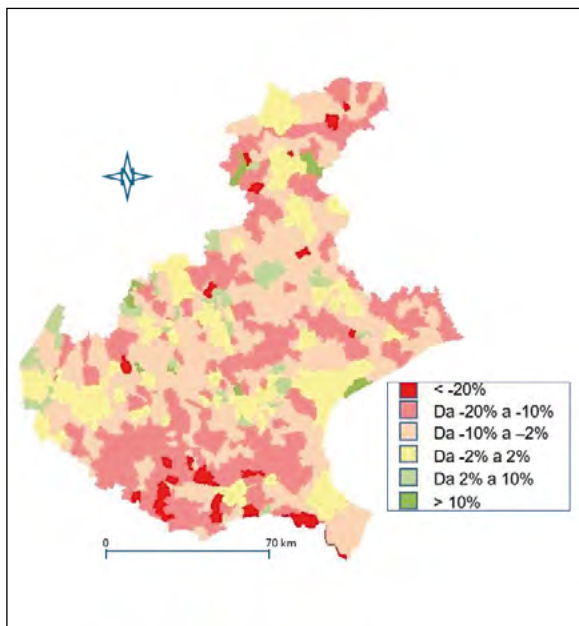 N
< -20%
Da -20% a -10%
Da -10% a –2%
Da -2% a 2%
Da 2% a 10%
> 10%
0 70 km